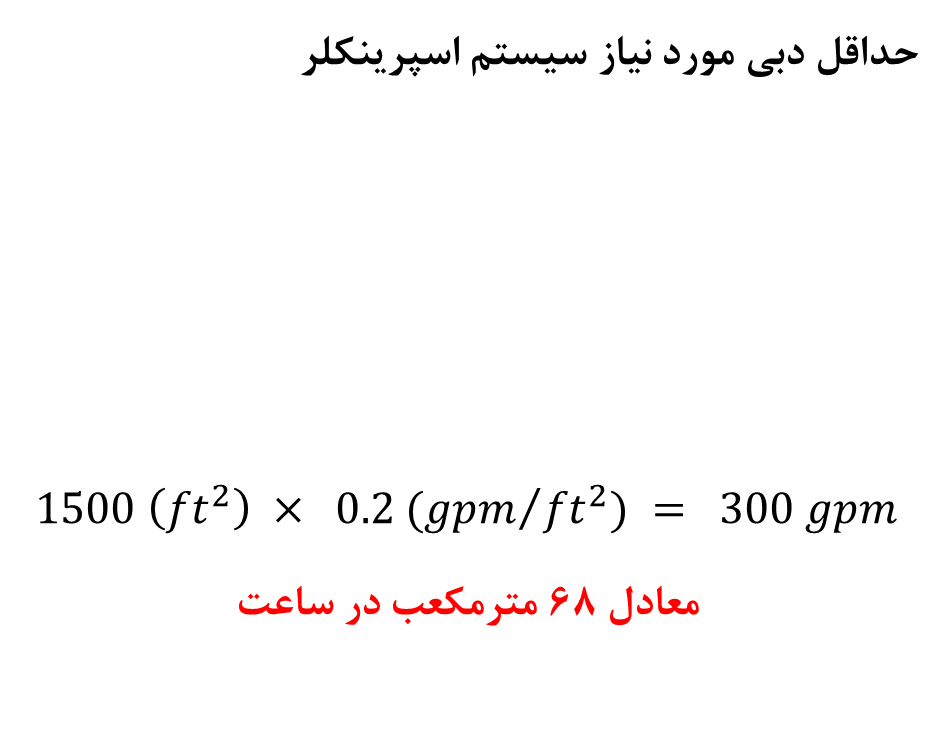 حداقل دبی مورد نیاز سیستم اسپرینکلر
1500 (ft²) × 0.2 (gpm/ft²) = 300 gpm
معادل ۶۸ مترمکعب در ساعت